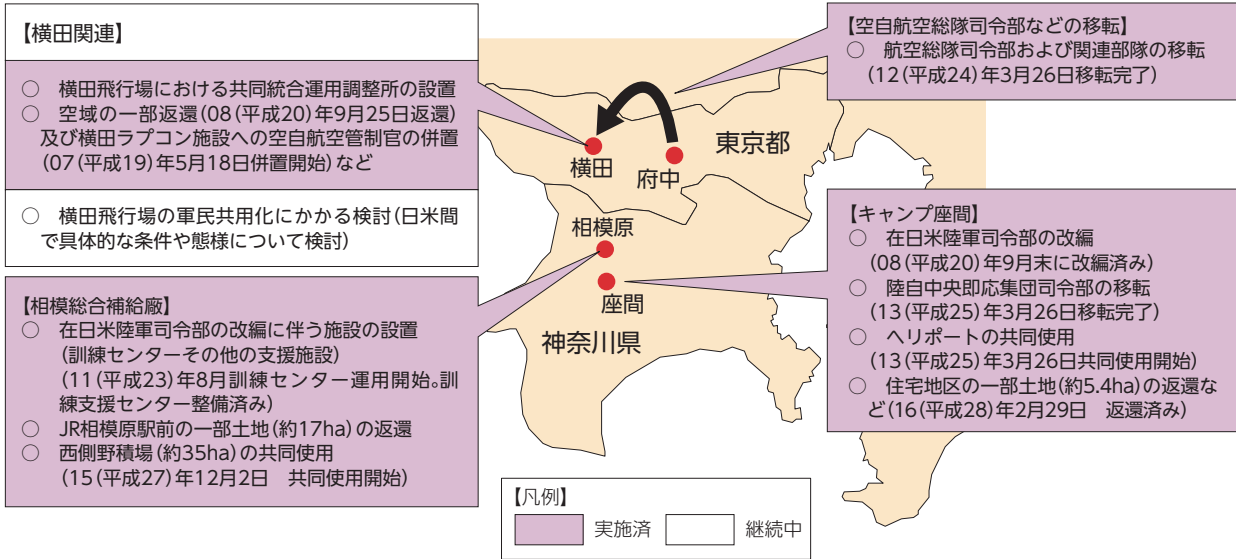 【横田関連】
○ 横田飛行場における共同統合運用調整所の設置
○ 空域の一部返還(08(平成20)年9月25日返還)
及び横田ラプコン施設への空自航空管制官の併置
(07(平成19)年5月18日併置開始)など
○ 横田飛行場の軍民共用化にかかる検討(日米間
で具体的な条件や態様について検討)
【相模総合補給廠】
○ 在日米陸軍司令部の改編に伴う施設の設置
(訓練センターその他の支援施設)
(11(平成23)年8月訓練センター運用開始。訓
練支援センター整備済み)
○ JR相模原駅前の一部土地(約17ha)の返還
○ 西側野積場(約35ha)の共同使用
(15(平成27)年12月2日 共同使用開始)
【空自航空総隊司令部などの移転】
○ 航空総隊司令部および関連部隊の移転
(12(平成24)年3月26日移転完了)
東京都
横田
府中
相模原
座間
神奈川県
【キャンプ座間】
○ 在日米陸軍司令部の改編
(08(平成20)年9月末に改編済み)
○ 陸自中央即応集団司令部の移転
(13(平成25)年3月26日移転完了)
○ ヘリポートの共同使用
(13(平成25)年3月26日共同使用開始)
○ 住宅地区の一部土地(約5.4ha)の返還な
ど(16(平成28)年2月29日 返還済み)
【凡例】
実施済
継続中